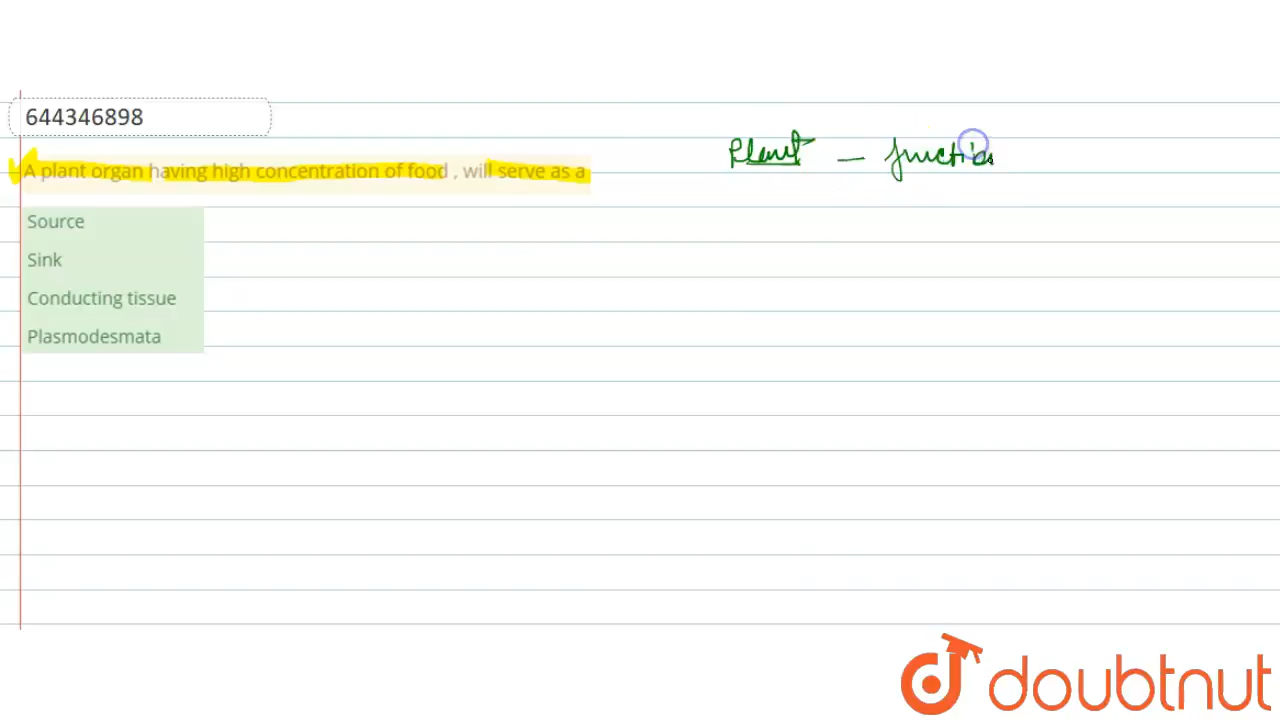 644346898
Plant – functio
A plant organ having high concentration of food , will serve as a
Source
Sink
Conducting tissue
Plasmodesmata
doubtnut